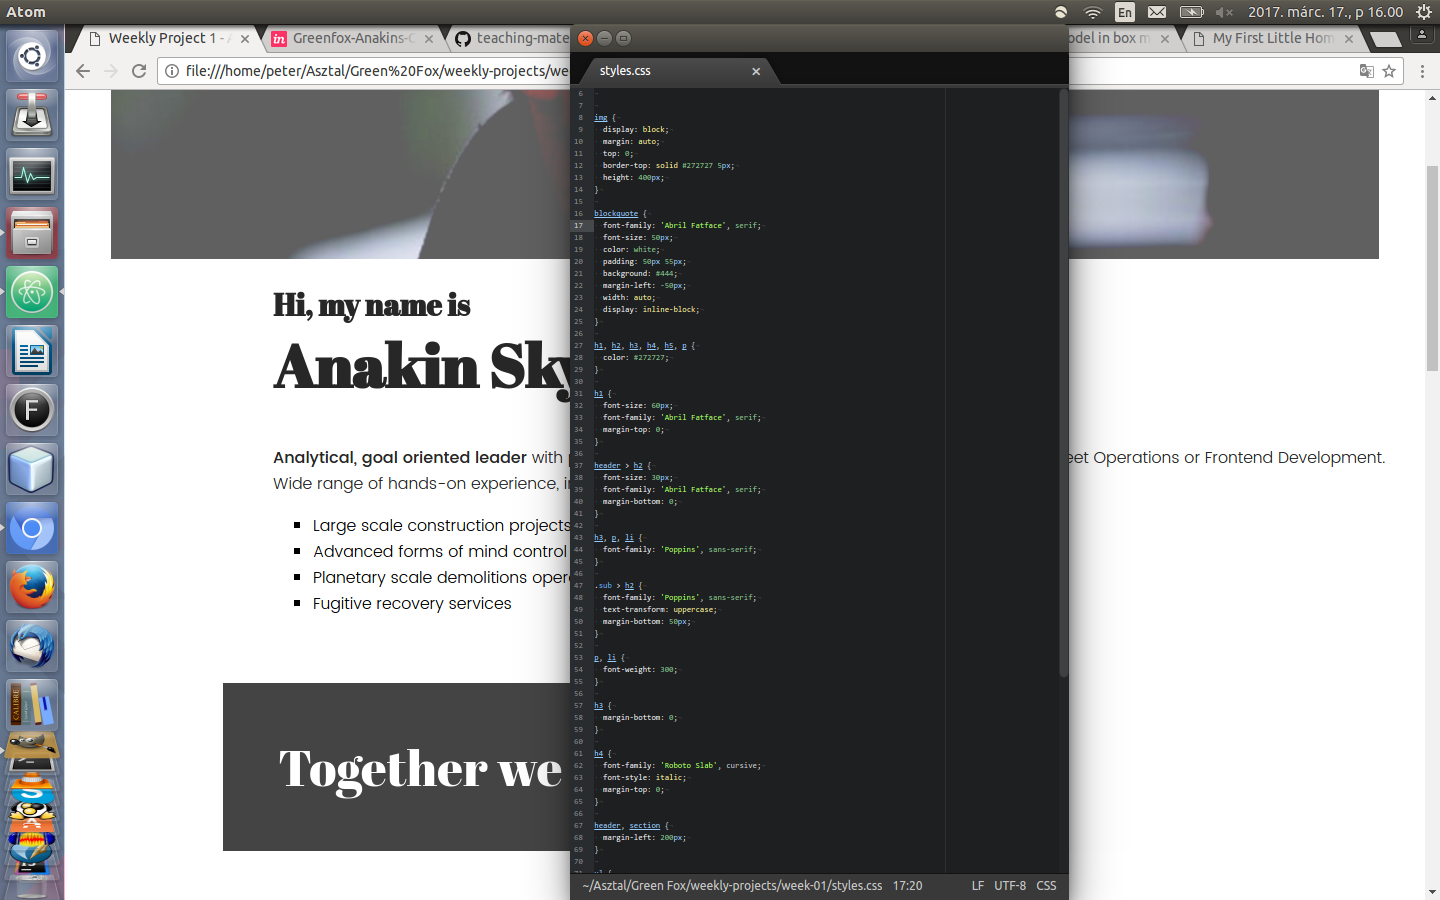 Atom
En
2017. márc. 17., p 16.00
Weekly Project 1 - A
Greenfox-Anakins-C
teaching-mate
odel in box m
My First Little Hom
file:///home/peter/Asztal/Green%20Fox/weekly-projects/we
Hi, my name is
Anakin Sky
Analytical, goal oriented leader with
eet Operations or Frontend Development.
Wide range of hands-on experience, i
Large scale construction projects
Advanced forms of mind control
Planetary scale demolitions oper
Fugitive recovery services
Together we
CALIBRE
styles.css
6
7
8 img {
9 display: block;
10 margin: auto;
11 top: 0;
12 border-top: solid #272727 5px;
13 height: 400px;
14 }
15
16 blockquote {
17 font-family: 'Abril Fatface', serif;
18 font-size: 50px;
19 color: white;
20 padding: 50px 55px;
21 background: #444;
22 margin-left: -50px;
23 width: auto;
24 display: inline-block;
25 }
26
27 h1, h2, h3, h4, h5, p {
28 color: #272727;
29 }
30
31 h1 {
32 font-size: 60px;
33 font-family: 'Abril Fatface', serif;
34 margin-top: 0;
35 }
36
37 header > h2 {
38 font-size: 30px;
39 font-family: 'Abril Fatface', serif;
40 margin-bottom: 0;
41 }
42
43 h3, p, li {
44 font-family: 'Poppins', sans-serif;
45 }
46
47 .sub > h2 {
48 font-family: 'Poppins', sans-serif;
49 text-transform: uppercase;
50 margin-bottom: 50px;
51 }
52
53 p, li {
54 font-weight: 300;
55 }
56
57 h3 {
58 margin-bottom: 0;
59 }
60
61 h4 {
62 font-family: 'Roboto Slab', cursive;
63 font-style: italic;
64 margin-top: 0;
65 }
66
67 header, section {
68 margin-left: 200px;
69 }
70
71 ul {
~/Asztal/Green Fox/weekly-projects/week-01/styles.css 17:20
LF UTF-8 CSS